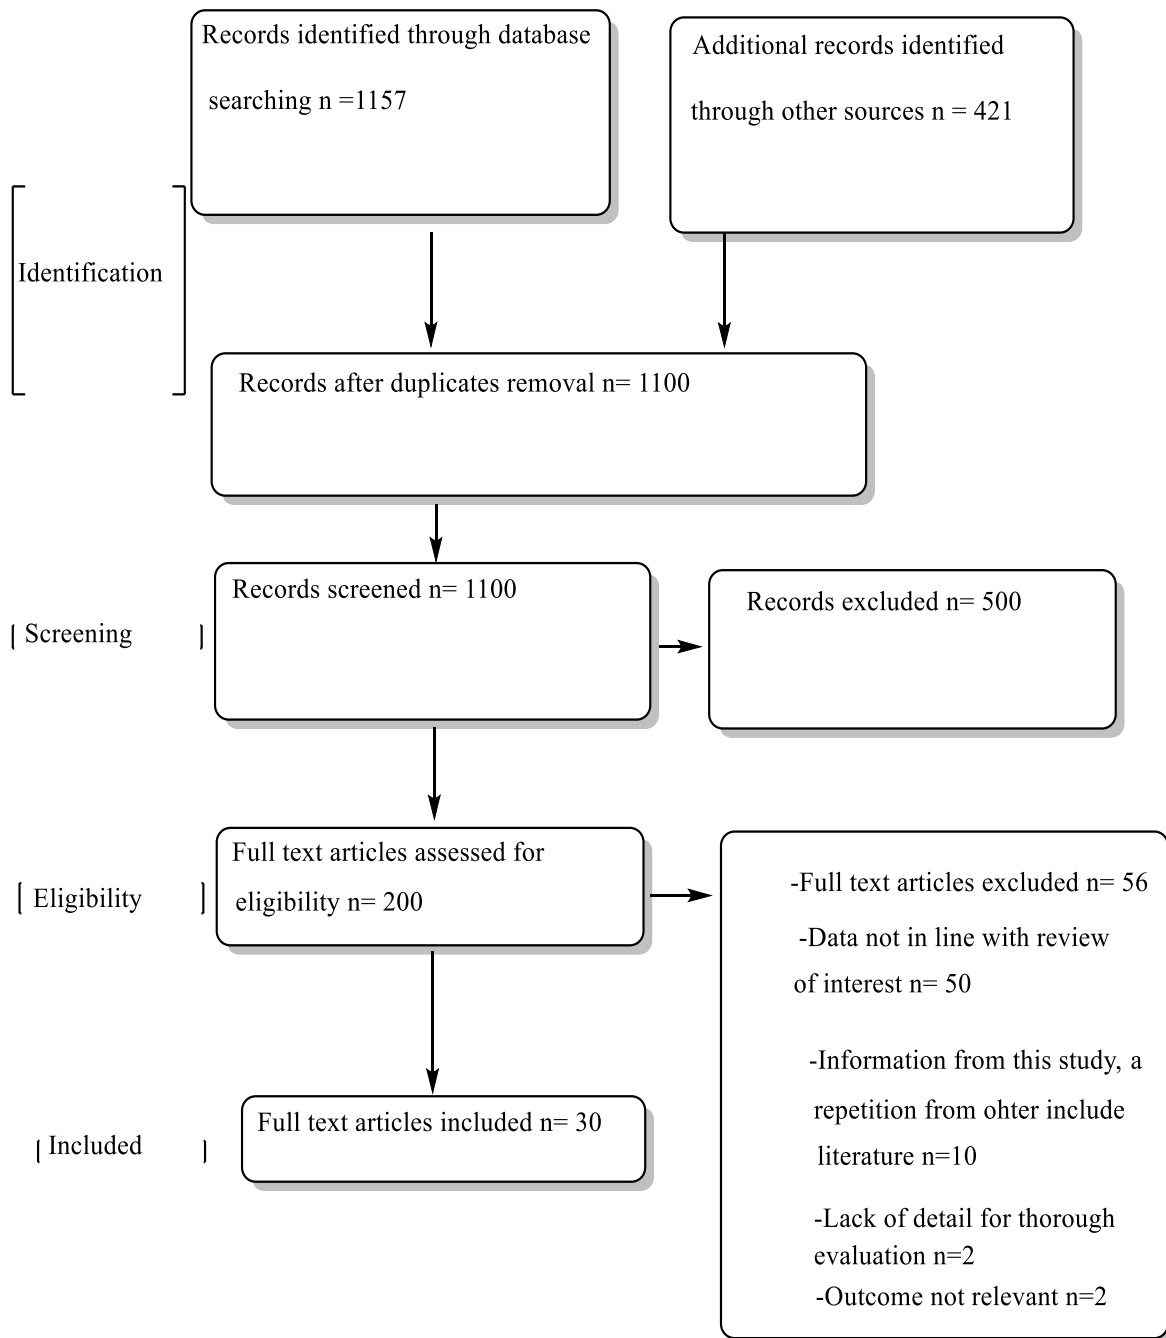 Records identified through database
searching n =1157
Additional records identified
through other sources n = 421
Identification
Records after duplicates removal n= 1100
Records screened n= 1100
Records excluded n= 500
Screening
Full text articles assessed for
eligibility n= 200
Eligibility
-Full text articles excluded n= 56
-Data not in line with review
of interest n= 50
-Information from this study, a
repetition from ohter include
literature n=10
-Lack of detail for thorough
evaluation n=2
-Outcome not relevant n=2
Full text articles included n= 30
Included